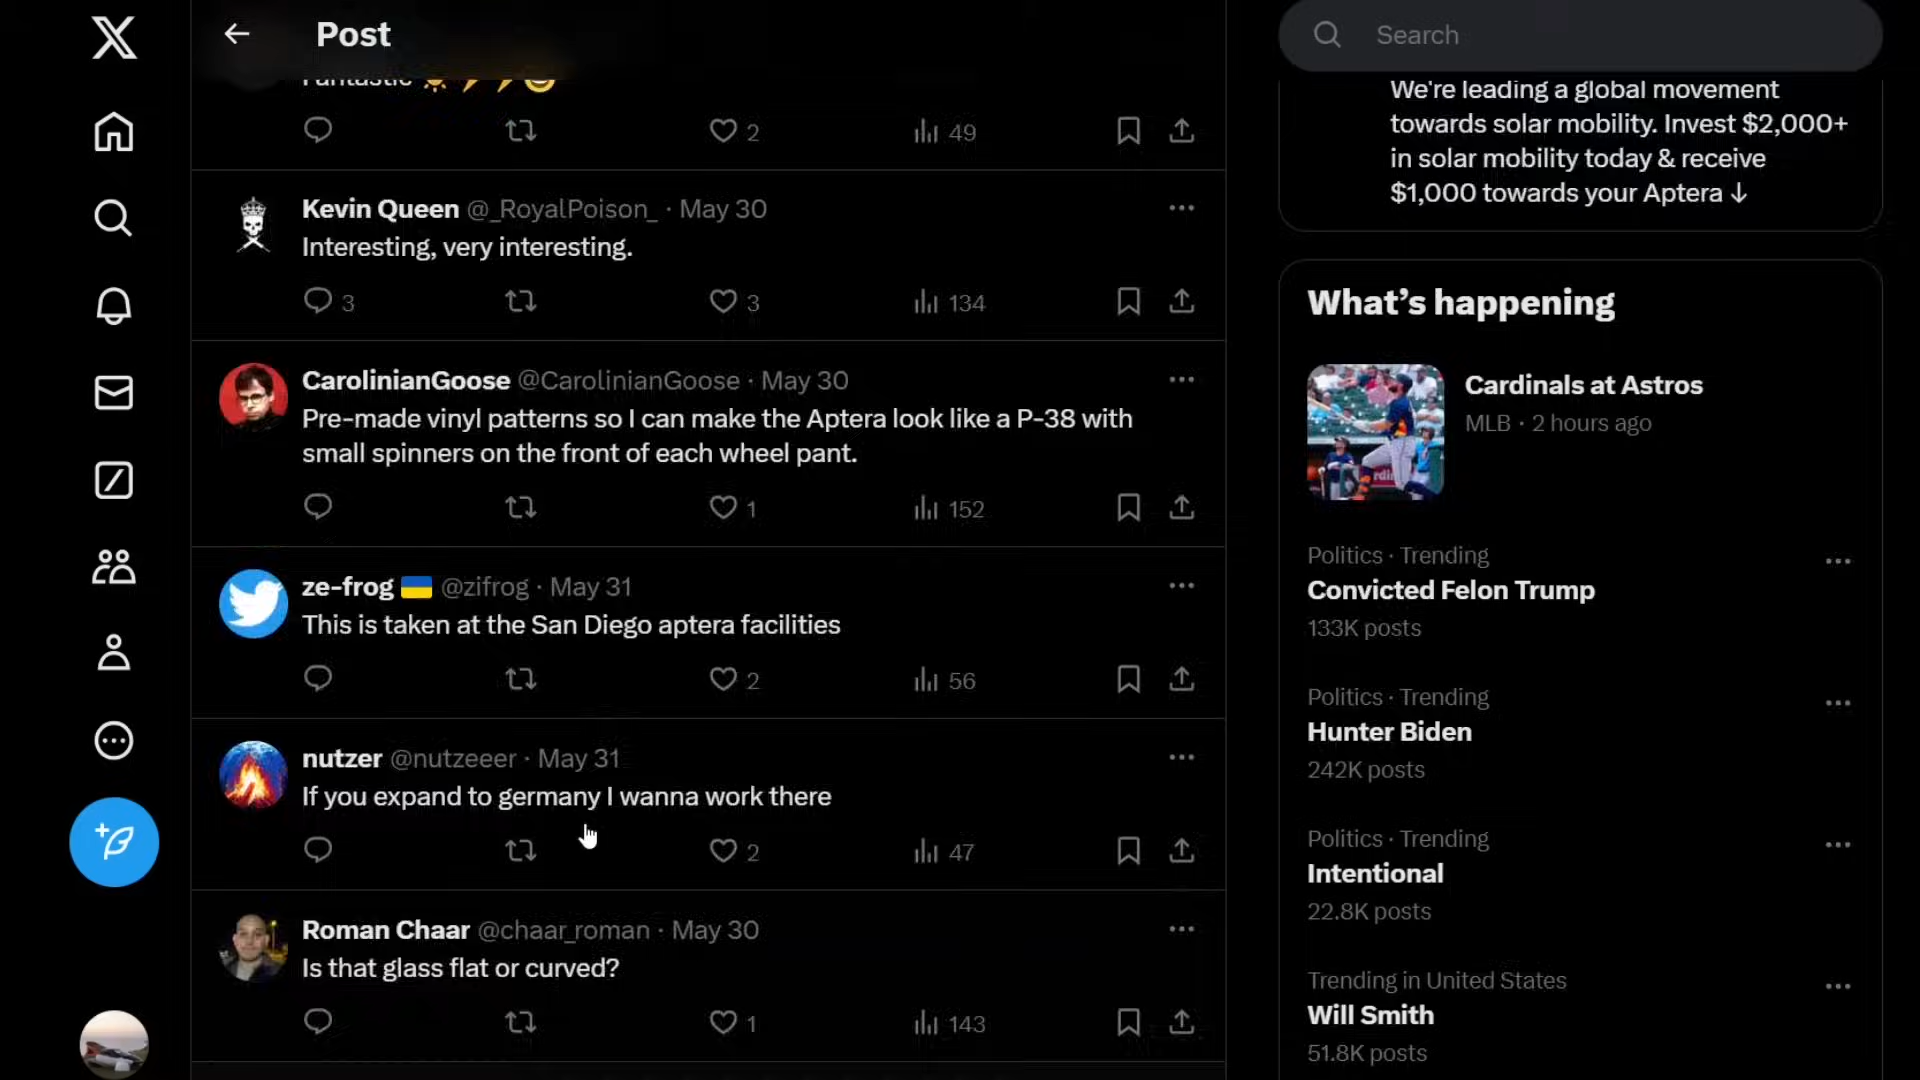 Post
Fantastic ☀️⚡⚡😀
2
49
Kevin Queen @_RoyalPoison_ · May 30
Interesting, very interesting.
3
3
134
CarolinianGoose @CarolinianGoose · May 30
Pre-made vinyl patterns so I can make the Aptera look like a P-38 with
small spinners on the front of each wheel pant.
1
152
ze-frog 🇺🇦 @zifrog · May 31
This is taken at the San Diego aptera facilities
2
56
nutzer @nutzeeer · May 31
If you expand to germany I wanna work there
2
47
Roman Chaar @chaar_roman · May 30
Is that glass flat or curved?
1
143
Search
We're leading a global movement
towards solar mobility. Invest $2,000+
in solar mobility today & receive
$1,000 towards your Aptera ↓
What's happening
Cardinals at Astros
MLB · 2 hours ago
Politics · Trending
Convicted Felon Trump
133K posts
Politics · Trending
Hunter Biden
242K posts
Politics · Trending
Intentional
22.8K posts
Trending in United States
Will Smith
51.8K posts